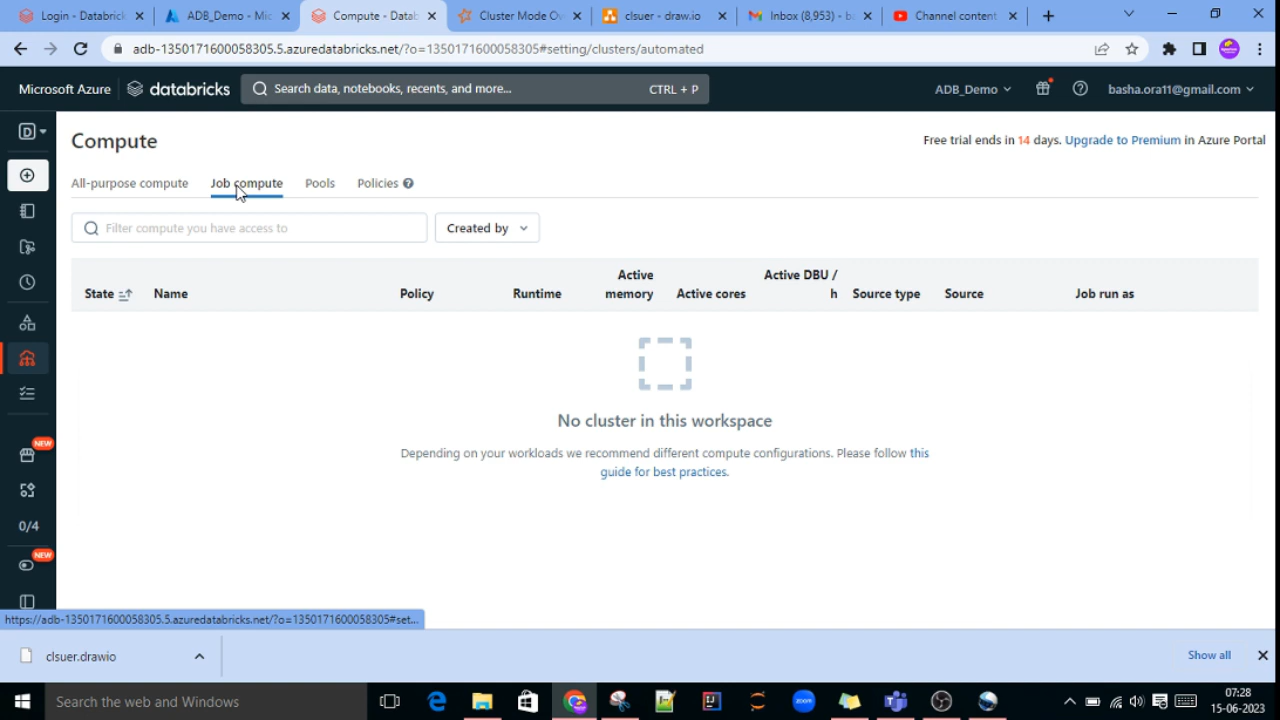 Login - Databrick
ADB_Demo - Mic
Compute - Datab
Cluster Mode Ov
clsuer - draw.io
Inbox (8,953) - ba
Channel content
adb-1350171600058305.5.azuredatabricks.net/?o=1350171600058305#setting/clusters/automated
Microsoft Azure
databricks
Search data, notebooks, recents, and more...
CTRL + P
ADB_Demo
basha.ora11@gmail.com
D
Compute
Free trial ends in 14 days. Upgrade to Premium in Azure Portal
All-purpose compute
Job compute
Pools
Policies
Filter compute you have access to
Created by
State
Name
Policy
Runtime
Active
memory
Active cores
Active DBU /
h
Source type
Source
Job run as
No cluster in this workspace
Depending on your workloads we recommend different compute configurations. Please follow this
guide for best practices.
NEW
0/4
NEW
https://adb-1350171600058305.5.azuredatabricks.net/?o=1350171600058305#set...
clsuer.drawio
Show all
Search the web and Windows
07:28
15-06-2023